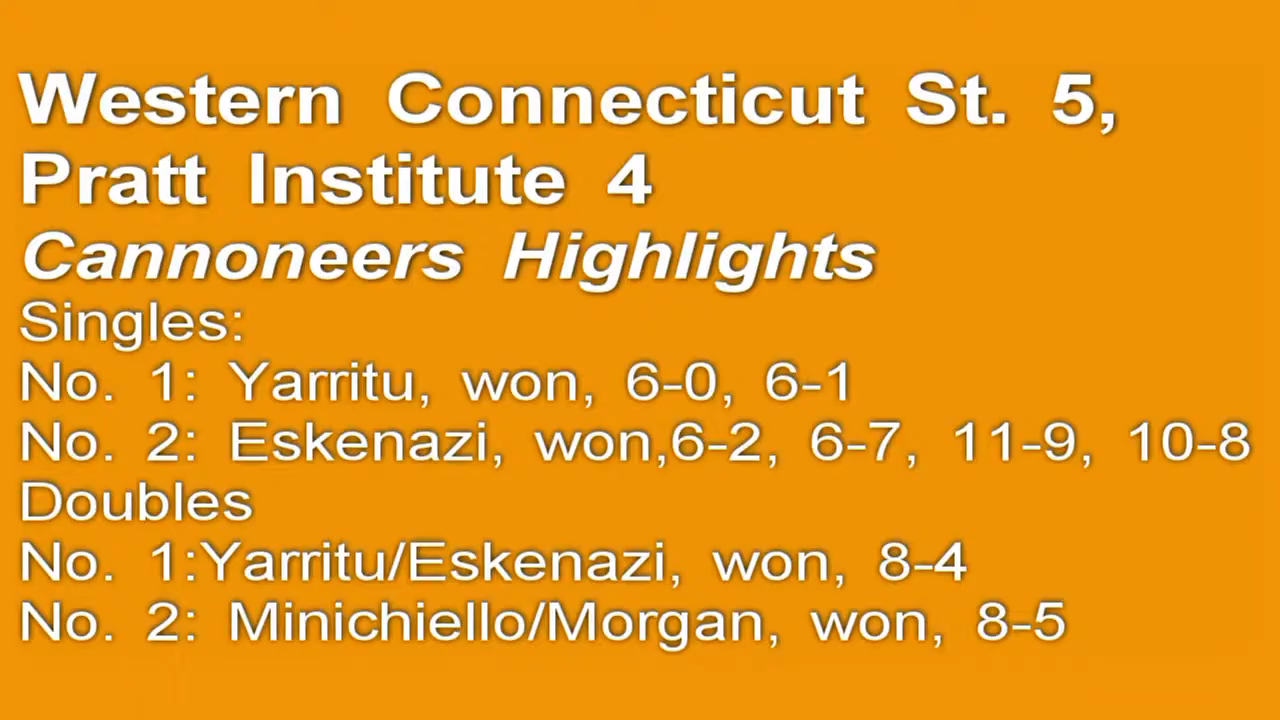 Western Connecticut St. 5,
Pratt Institute 4
Cannoneers Highlights
Singles:
No. 1: Yarritu, won, 6-0, 6-1
No. 2: Eskenazi, won,6-2, 6-7, 11-9, 10-8
Doubles
No. 1:Yarritu/Eskenazi, won, 8-4
No. 2: Minichiello/Morgan, won, 8-5